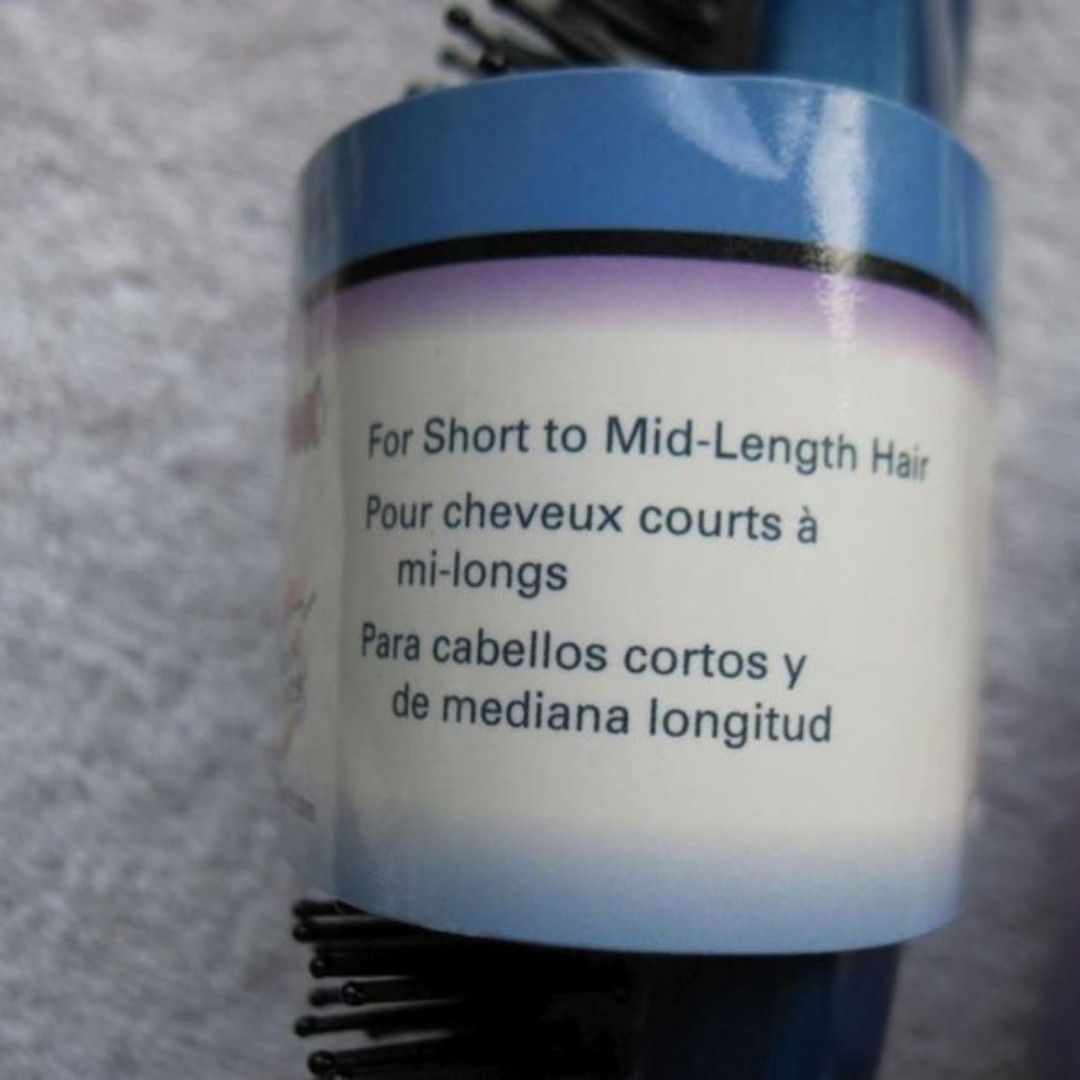 For Short to Mid-Length Hair
Pour cheveux courts à
mi-longs
Para cabellos cortos y
de mediana longitud